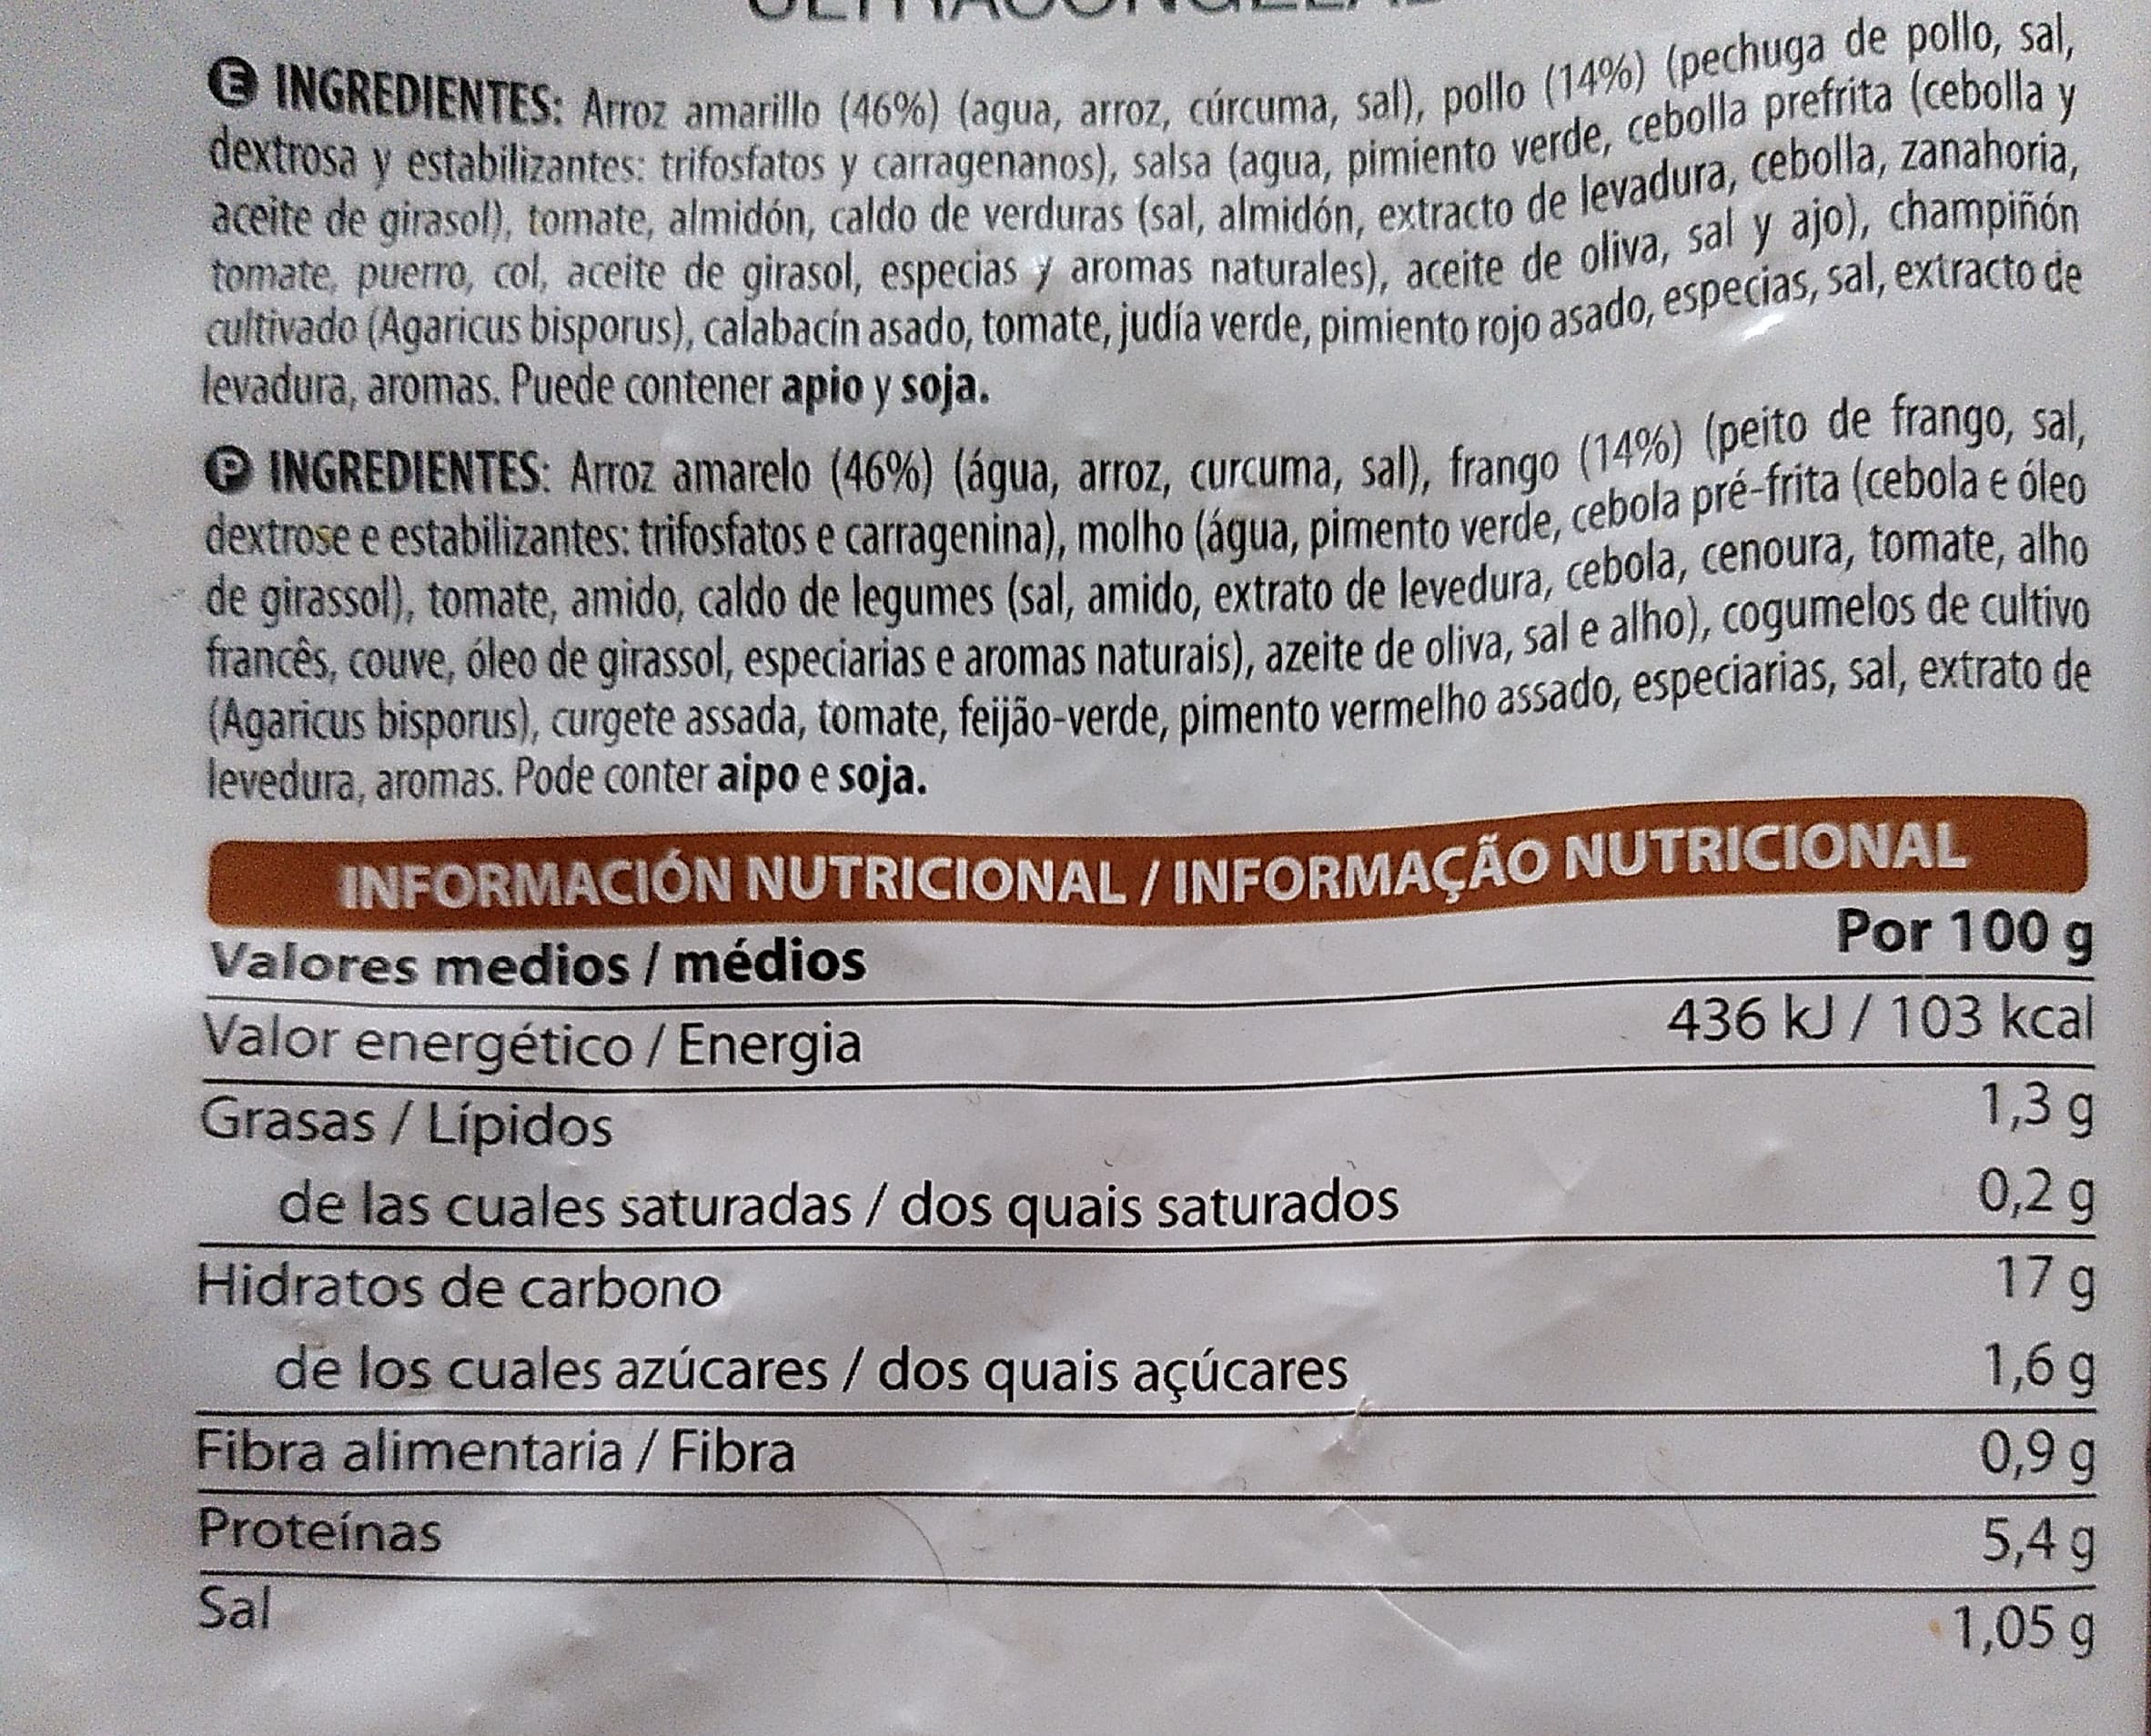 E INGREDIENTES: Arroz amarillo (46%) (agua, arroz, cúrcuma, sal), pollo (14%) (pechuga de pollo, sal,
dextrosa y estabilizantes: trifosfatos y carragenanos), salsa (agua, pimiento verde, cebolla prefrita (cebolla y
aceite de girasol), tomate, almidón, caldo de verduras (sal, almidón, extracto de levadura, cebolla, zanahoria,
tomate, puerro, col, aceite de girasol, especias y aromas naturales), aceite de oliva, sal y ajo), champiñón
cultivado (Agaricus bisporus), calabacín asado, tomate, judía verde, pimiento rojo asado, especias, sal, extracto de
levadura, aromas. Puede contener apio y soja.
P INGREDIENTES: Arroz amarelo (46%) (água, arroz, curcuma, sal), frango (14%) (peito de frango, sal,
dextrose e estabilizantes: trifosfatos e carragenina), molho (água, pimento verde, cebola pré-frita (cebola e óleo
de girassol), tomate, amido, caldo de legumes (sal, amido, extrato de levedura, cebola, cenoura, tomate, alho
francês, couve, óleo de girassol, especiarias e aromas naturais), azeite de oliva, sal e alho), cogumelos de cultivo
(Agaricus bisporus), curgete assada, tomate, feijão-verde, pimento vermelho assado, especiarias, sal, extrato de
levedura, aromas. Pode conter aipo e soja.
INFORMACIÓN NUTRICIONAL / INFORMAÇÃO NUTRICIONAL
Valores medios / médios Por 100 g
Valor energético / Energia 436 kJ / 103 kcal
Grasas / Lípidos 1,3 g
de las cuales saturadas / dos quais saturados 0,2 g
Hidratos de carbono 17 g
de los cuales azúcares / dos quais açúcares 1,6 g
Fibra alimentaria / Fibra 0,9 g
Proteínas 5,4 g
Sal 1,05 g